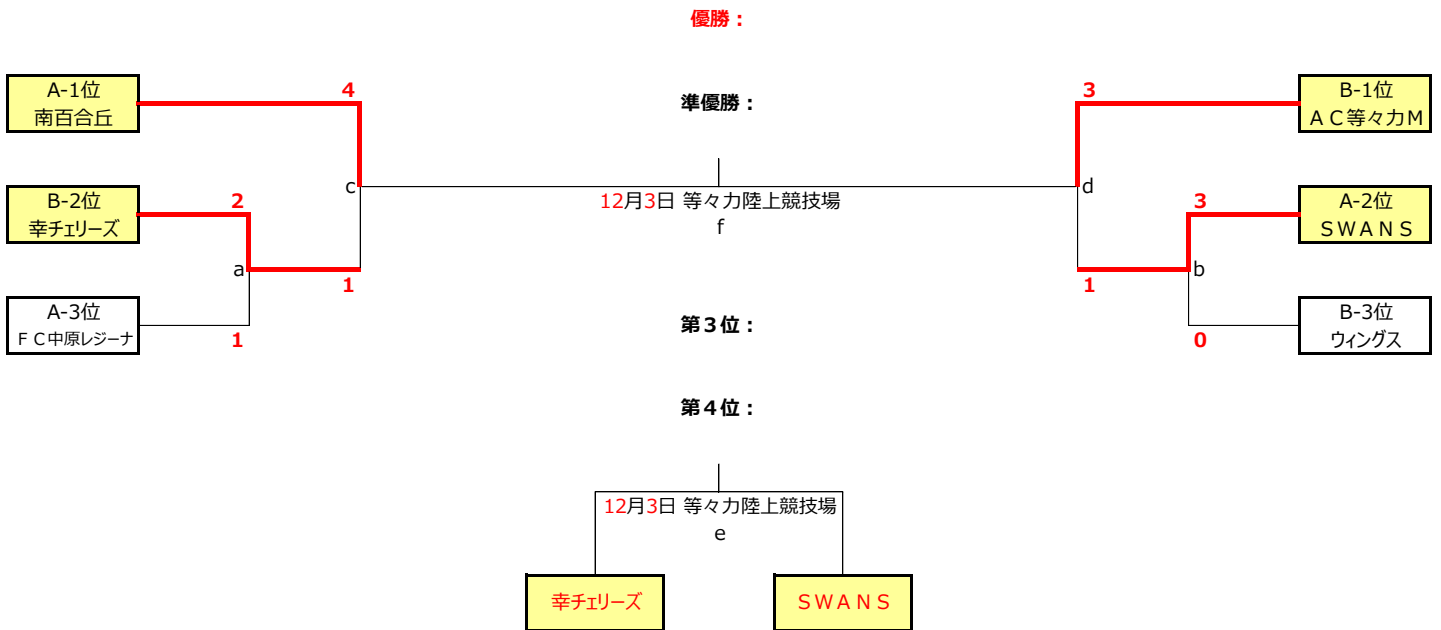 優勝：
A-1位
南百合丘
4
準優勝：
3
B-1位
ＡＣ等々力Ｍ
B-2位
幸チェリーズ
2
c
12月3日 等々力陸上競技場
f
d
3
A-2位
ＳＷＡＮＳ
a
1
1
b
A-3位
ＦＣ中原レジーナ
1
第３位：
0
B-3位
ウィングス
第４位：
12月3日 等々力陸上競技場
e
幸チェリーズ
ＳＷＡＮＳ